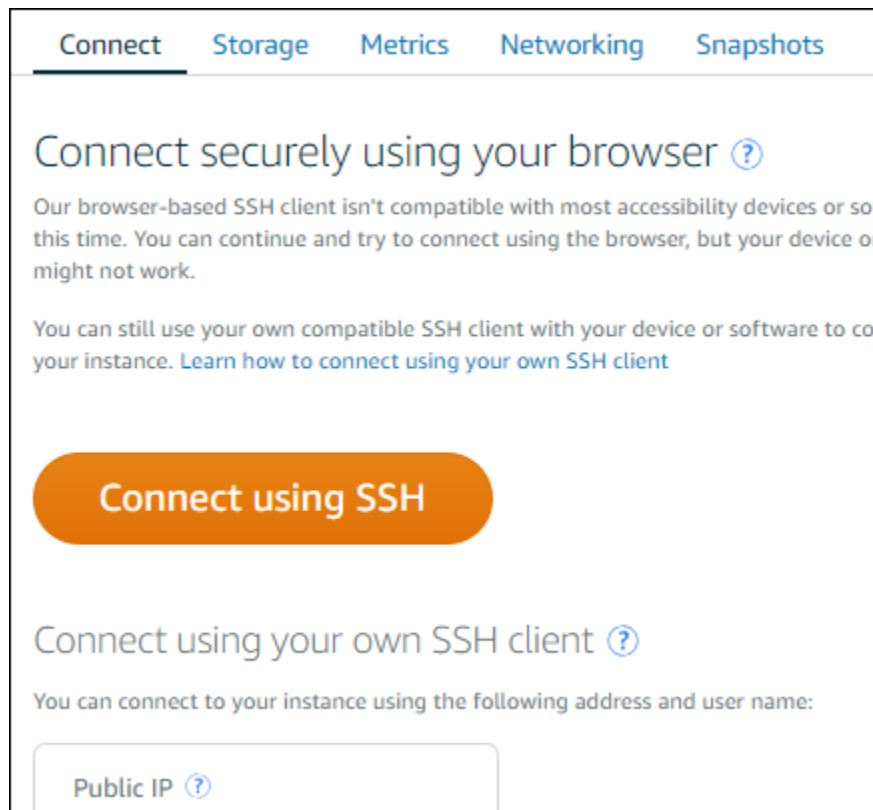 Connect Storage Metrics Networking Snapshots
Connect securely using your browser ?
Our browser-based SSH client isn't compatible with most accessibility devices or
this time. You can continue and try to connect using the browser, but your device
might not work.
You can still use your own compatible SSH client with your device or software to
your instance. Learn how to connect using your own SSH client
Connect using SSH
Connect using your own SSH client ?
You can connect to your instance using the following address and user name:
Public IP ?